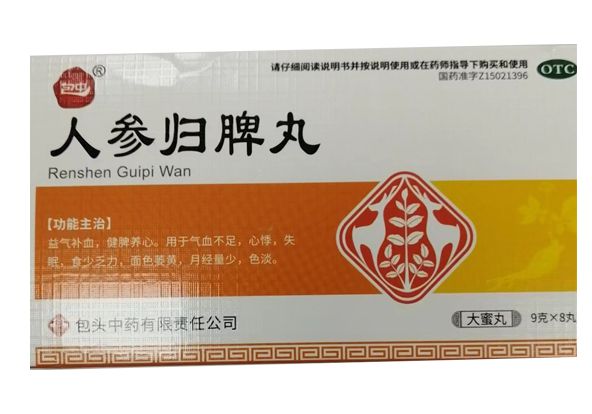 包中®
请仔细阅读说明书并按说明使用或在药师指导下购买和使用
国药准字Z15021396
OTC
人参归脾丸
Renshen Guipi Wan
【功能主治】
益气补血，健脾养心。用于气血不足，心悸，失
眠，食少乏力，面色萎黄，月经量少，色淡。
包头中药有限责任公司
大蜜丸
9克×8丸